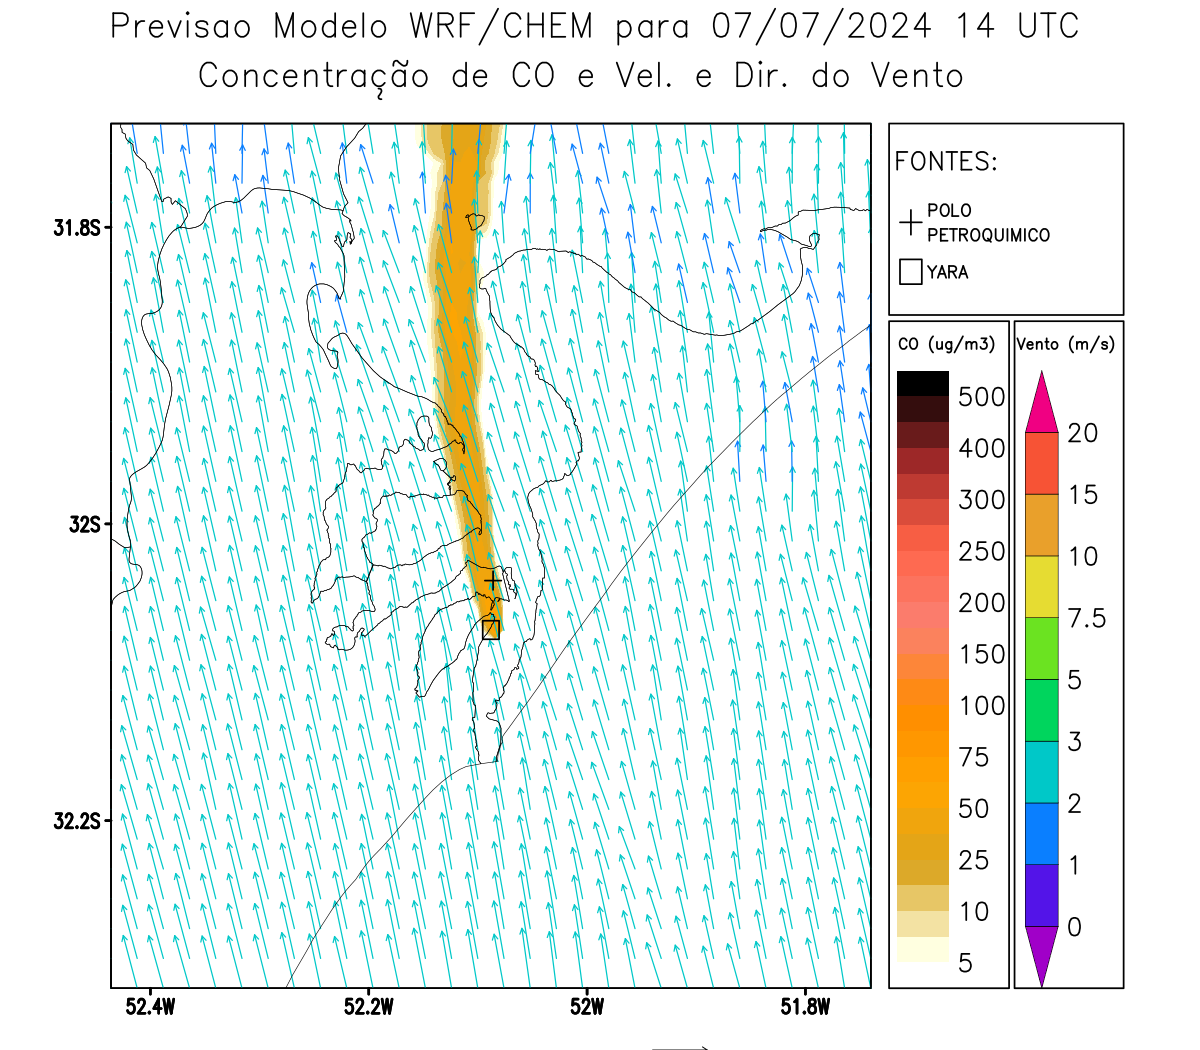 Previsao Modelo WRF/CHEM para 07/07/2024 14 UTC
Concentração de CO e Vel. e Dir. do Vento
FONTES:
POLO
PETROQUIMICO
YARA
31.8S
32S
32.2S
52.4W
52.2W
52W
51.8W
CO (ug/m3)
500
400
300
250
200
150
100
75
50
25
10
5
Vento (m/s)
20
15
10
7.5
5
3
2
1
0